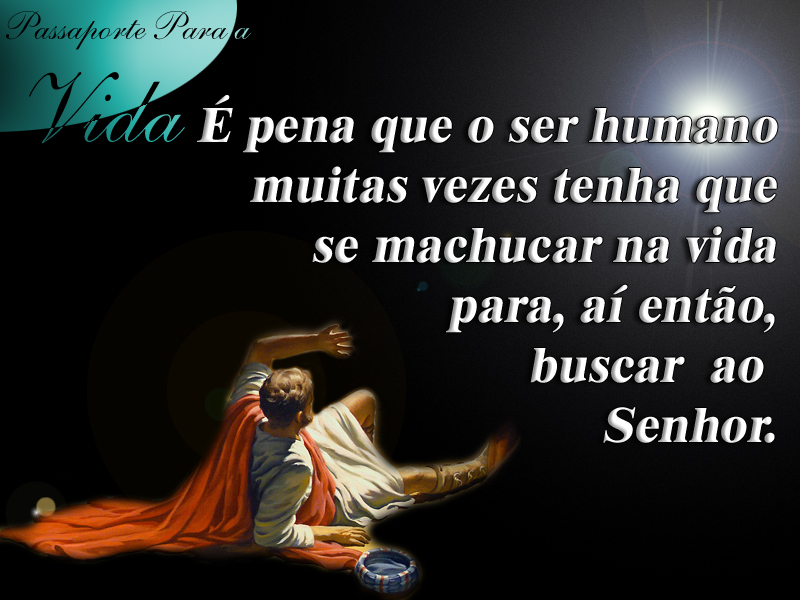 Passaporte Para a
Vida
É pena que o ser humano
muitas vezes tenha que
se machucar na vida
para, aí então,
buscar ao
Senhor.